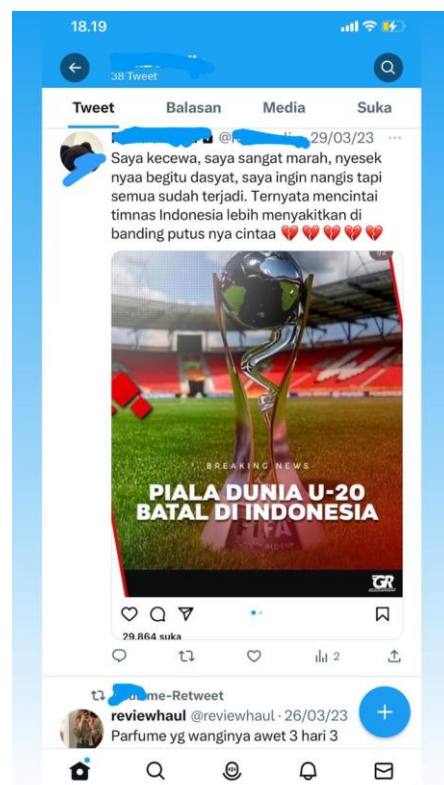 18.19
38 Tweet
Tweet Balasan Media Suka
29/03/23 ...
Saya kecewa, saya sangat marah, nyesek
nyaa begitu dasyat, saya ingin nangis tapi
semua sudah terjadi. Ternyata mencintai
timnas Indonesia lebih menyakitkan di
banding putus nya cintaa 💔 💔 💔 💔 💔
1/2
BREAKING NEWS
PIALA DUNIA U-20
BATAL DI INDONESIA
FIFA
GR
29.864 suka
2
me-Retweet
reviewhaul @reviewhaul · 26/03/23
Parfume yg wanginya awet 3 hari 3